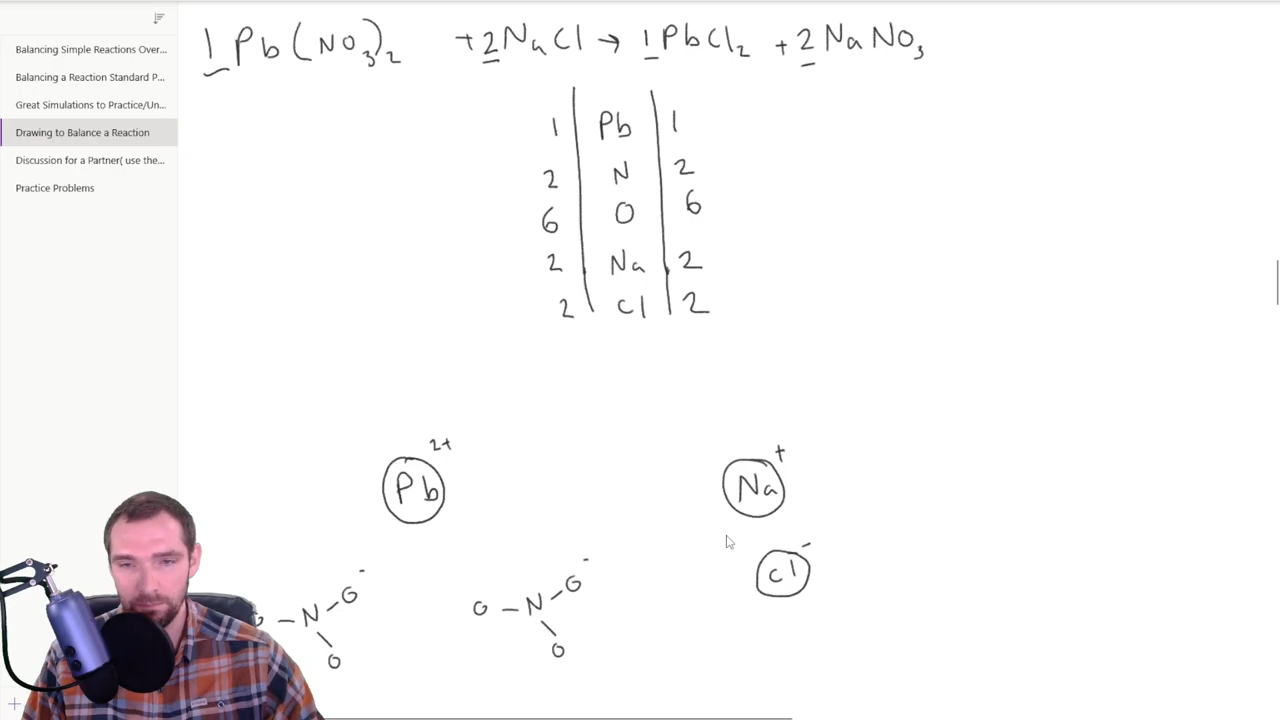 Balancing Simple Reactions Over...
Balancing a Reaction Standard P...
Great Simulations to Practice/Un...
Drawing to Balance a Reaction
Discussion for a Partner( use the...
Practice Problems
1 Pb(NO3)2 + 2 NaCl → 1 PbCl2 + 2 NaNO3
1 Pb 1
2 N 2
6 O 6
2 Na 2
2 Cl 2
Pb 2+
Na +
Cl -
O - N - O -
O
O - N - O -
O